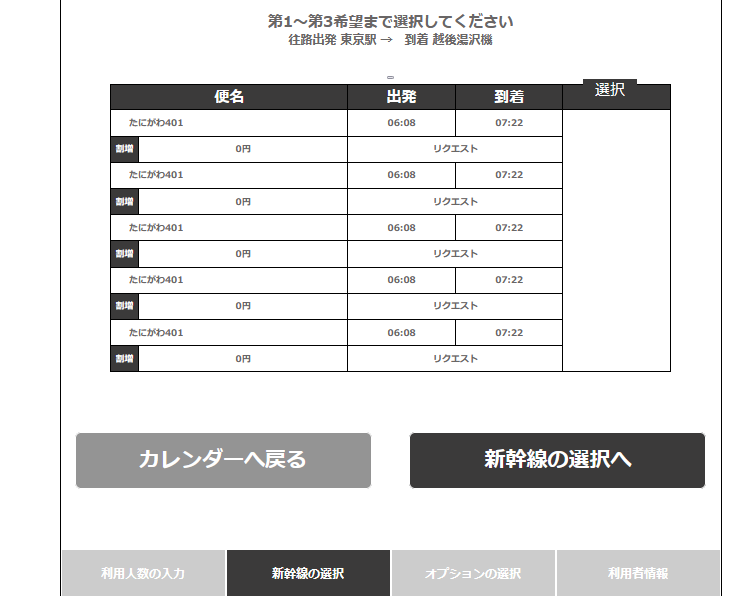 第1～第3希望まで選択してください
往路出発 東京駅 → 到着 越後湯沢機
便名 出発 到着 選択
たにがわ401 06:08 07:22
割増 0円 リクエスト
たにがわ401 06:08 07:22
割増 0円 リクエスト
たにがわ401 06:08 07:22
割増 0円 リクエスト
たにがわ401 06:08 07:22
割増 0円 リクエスト
たにがわ401 06:08 07:22
割増 0円 リクエスト
カレンダーへ戻る 新幹線の選択へ
利用人数の入力 新幹線の選択 オプションの選択 利用者情報